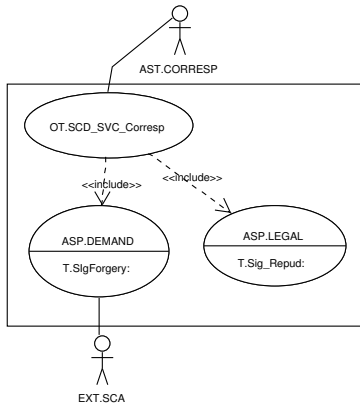 AST.CORRESP
OT.SCD_SVC_Corresp
<<include>>
<<include>>
ASP.DEMAND
T.SIgForgery:
ASP.LEGAL
T.Sig_Repud:
EXT.SCA